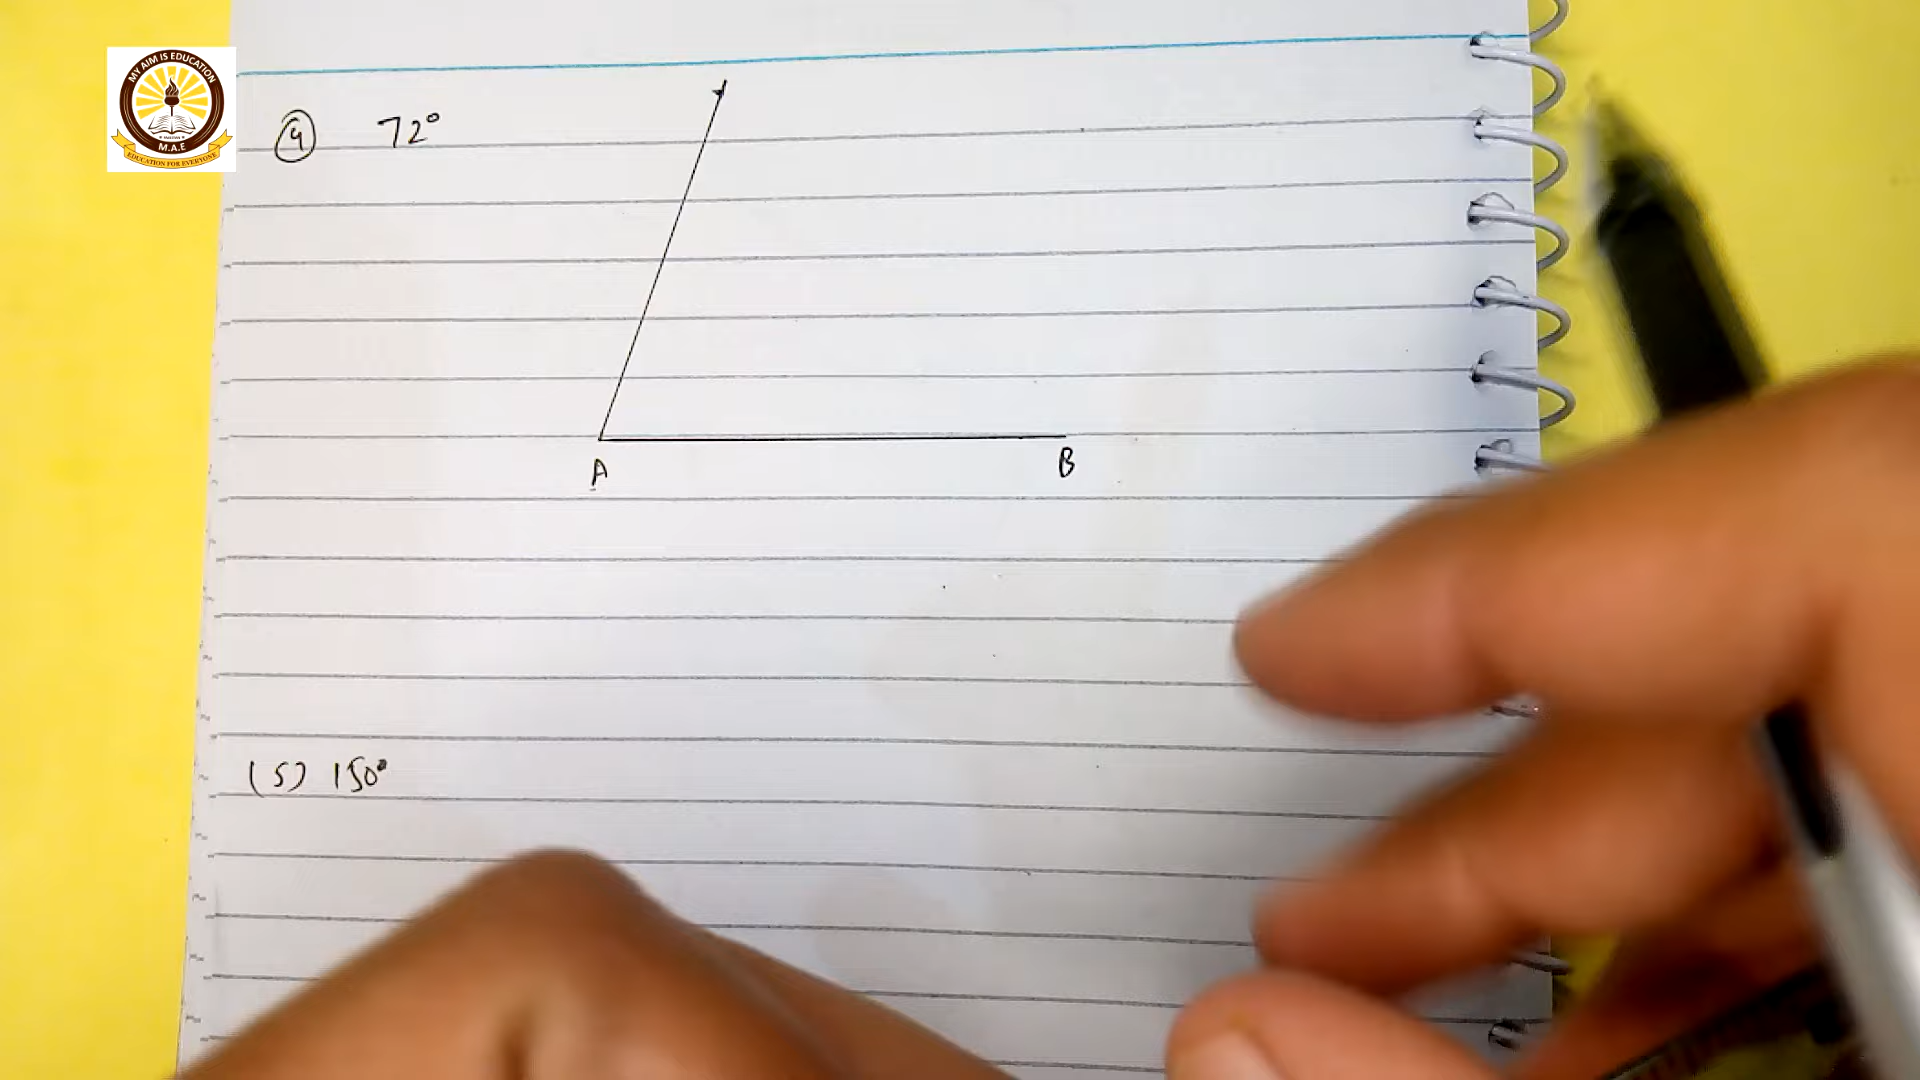 MY AIM IS EDUCATION
M.A.E
EDUCATION FOR EVERYONE
(4) 72°
A B
(5) 150°